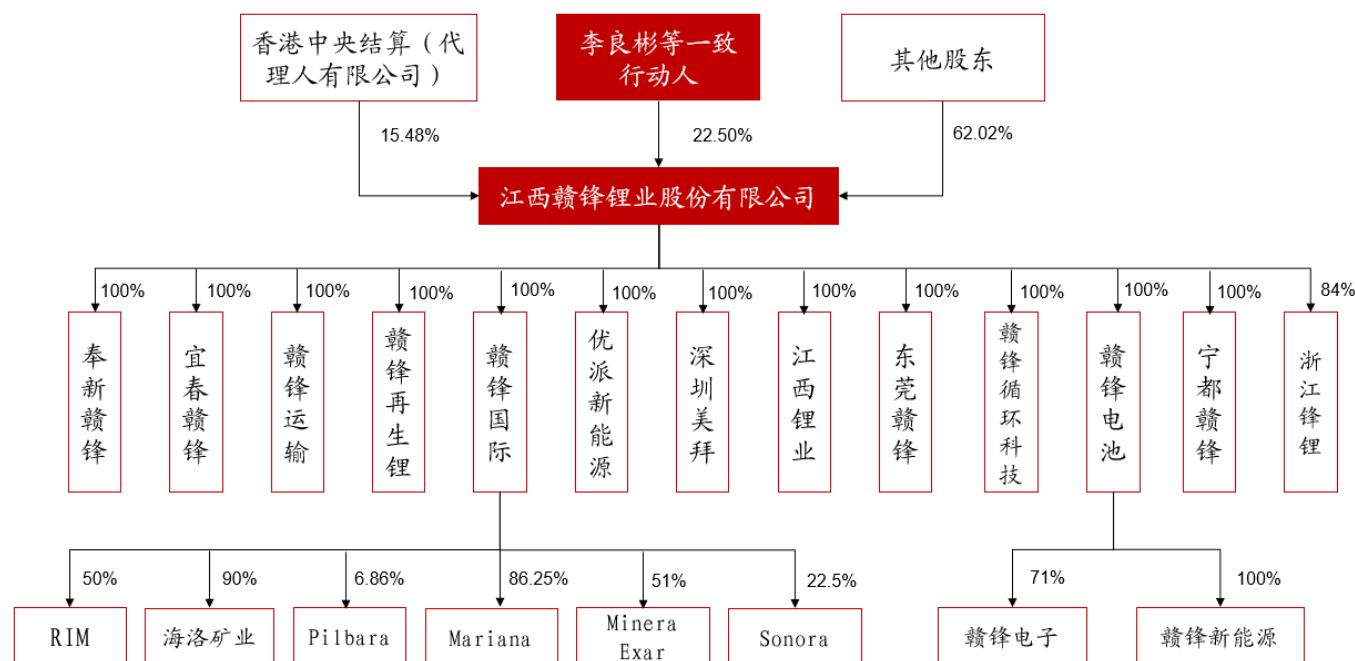 香港中央结算（代
理人有限公司）
李良彬等一致
行动人
其他股东
15.48%
22.50%
62.02%
江西赣锋锂业股份有限公司
100%
100%
100%
100%
100%
100%
100%
100%
100%
100%
100%
100%
84%
奉新赣锋
宜春赣锋
赣锋运输
赣锋再生锂
赣锋国际
优派新能源
深圳美拜
江西锂业
东莞赣锋
赣锋循环科技
赣锋电池
宁都赣锋
浙江锋锂
50%
90%
6.86%
86.25%
51%
22.5%
71%
100%
RIM
海洛矿业
Pilbara
Mariana
Minera
Exar
Sonora
赣锋电子
赣锋新能源